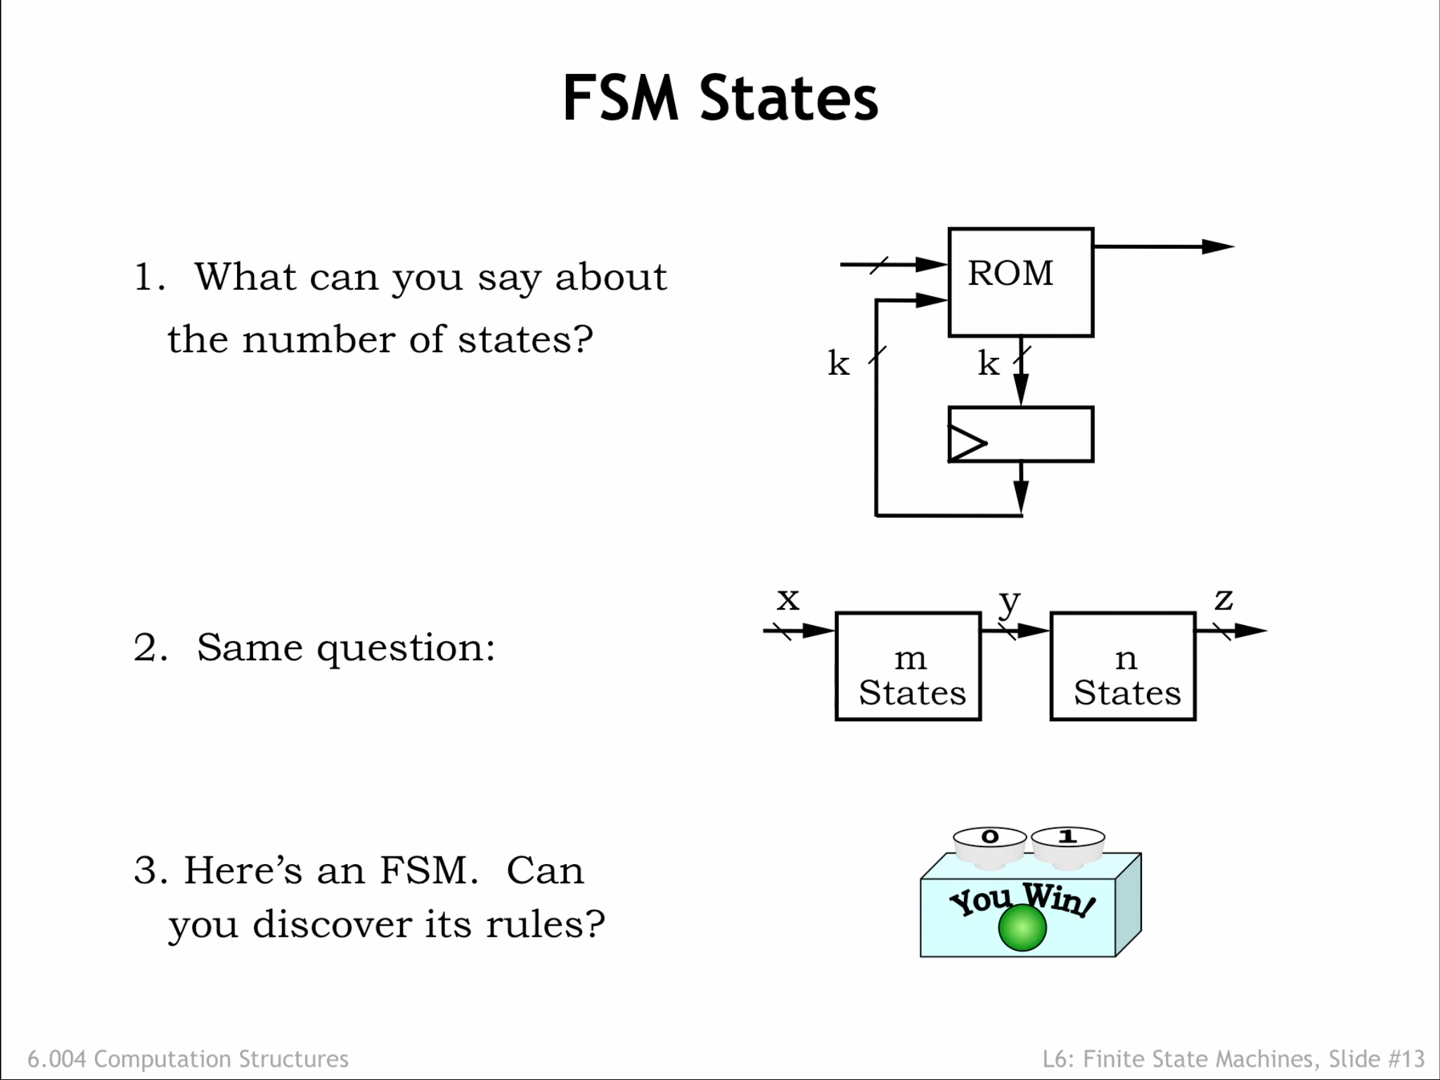 FSM States
1. What can you say about
the number of states?
ROM
k
k
2. Same question:
x
y
z
m
States
n
States
3. Here's an FSM. Can
you discover its rules?
0
1
You Win!
6.004 Computation Structures
L6: Finite State Machines, Slide #13